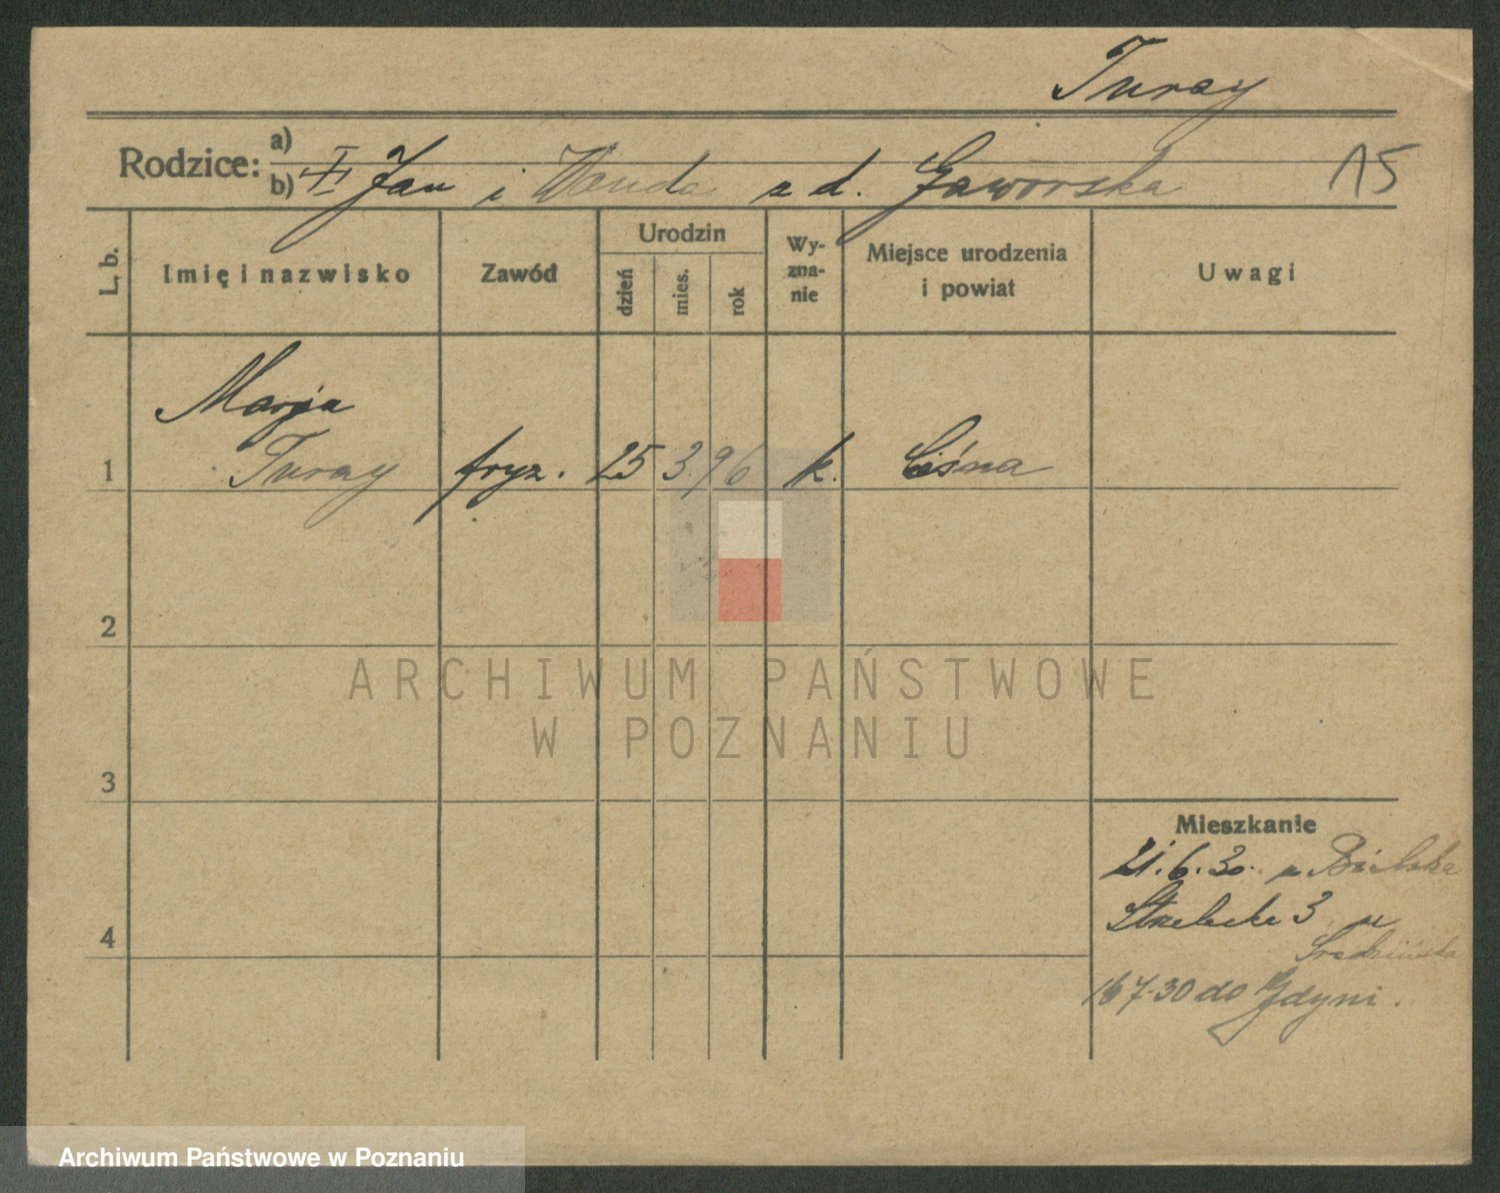 Turay
Rodzice: a)
b) Jan i Wanda z d. Jaworska 15
L. b. Imię i nazwisko Zawód Urodzin dzień mies. rok Wy-zna-nie Miejsce urodzenia i powiat Uwagi
Marja
1 Turay fryz. 25 3. 96 k. Ciśna
2
ARCHIWUM PAŃSTWOWE
W POZNANIU
3
Mieszkanie
21.6.30. u
3 u
4
16 7-30 do Gdyni.
Archiwum Państwowe w Poznaniu